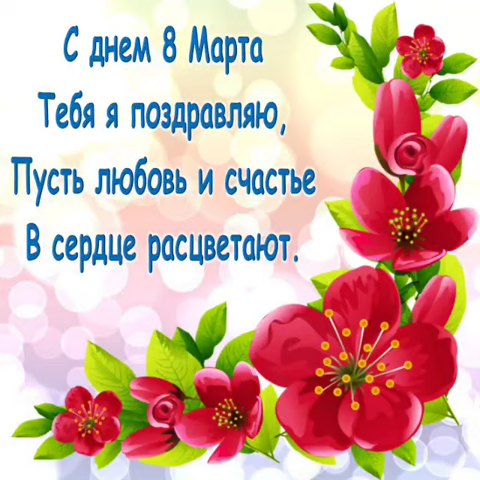 С днем 8 Марта
Тебя я поздравляю,
Пусть любовь и счастье
В сердце расцветают.